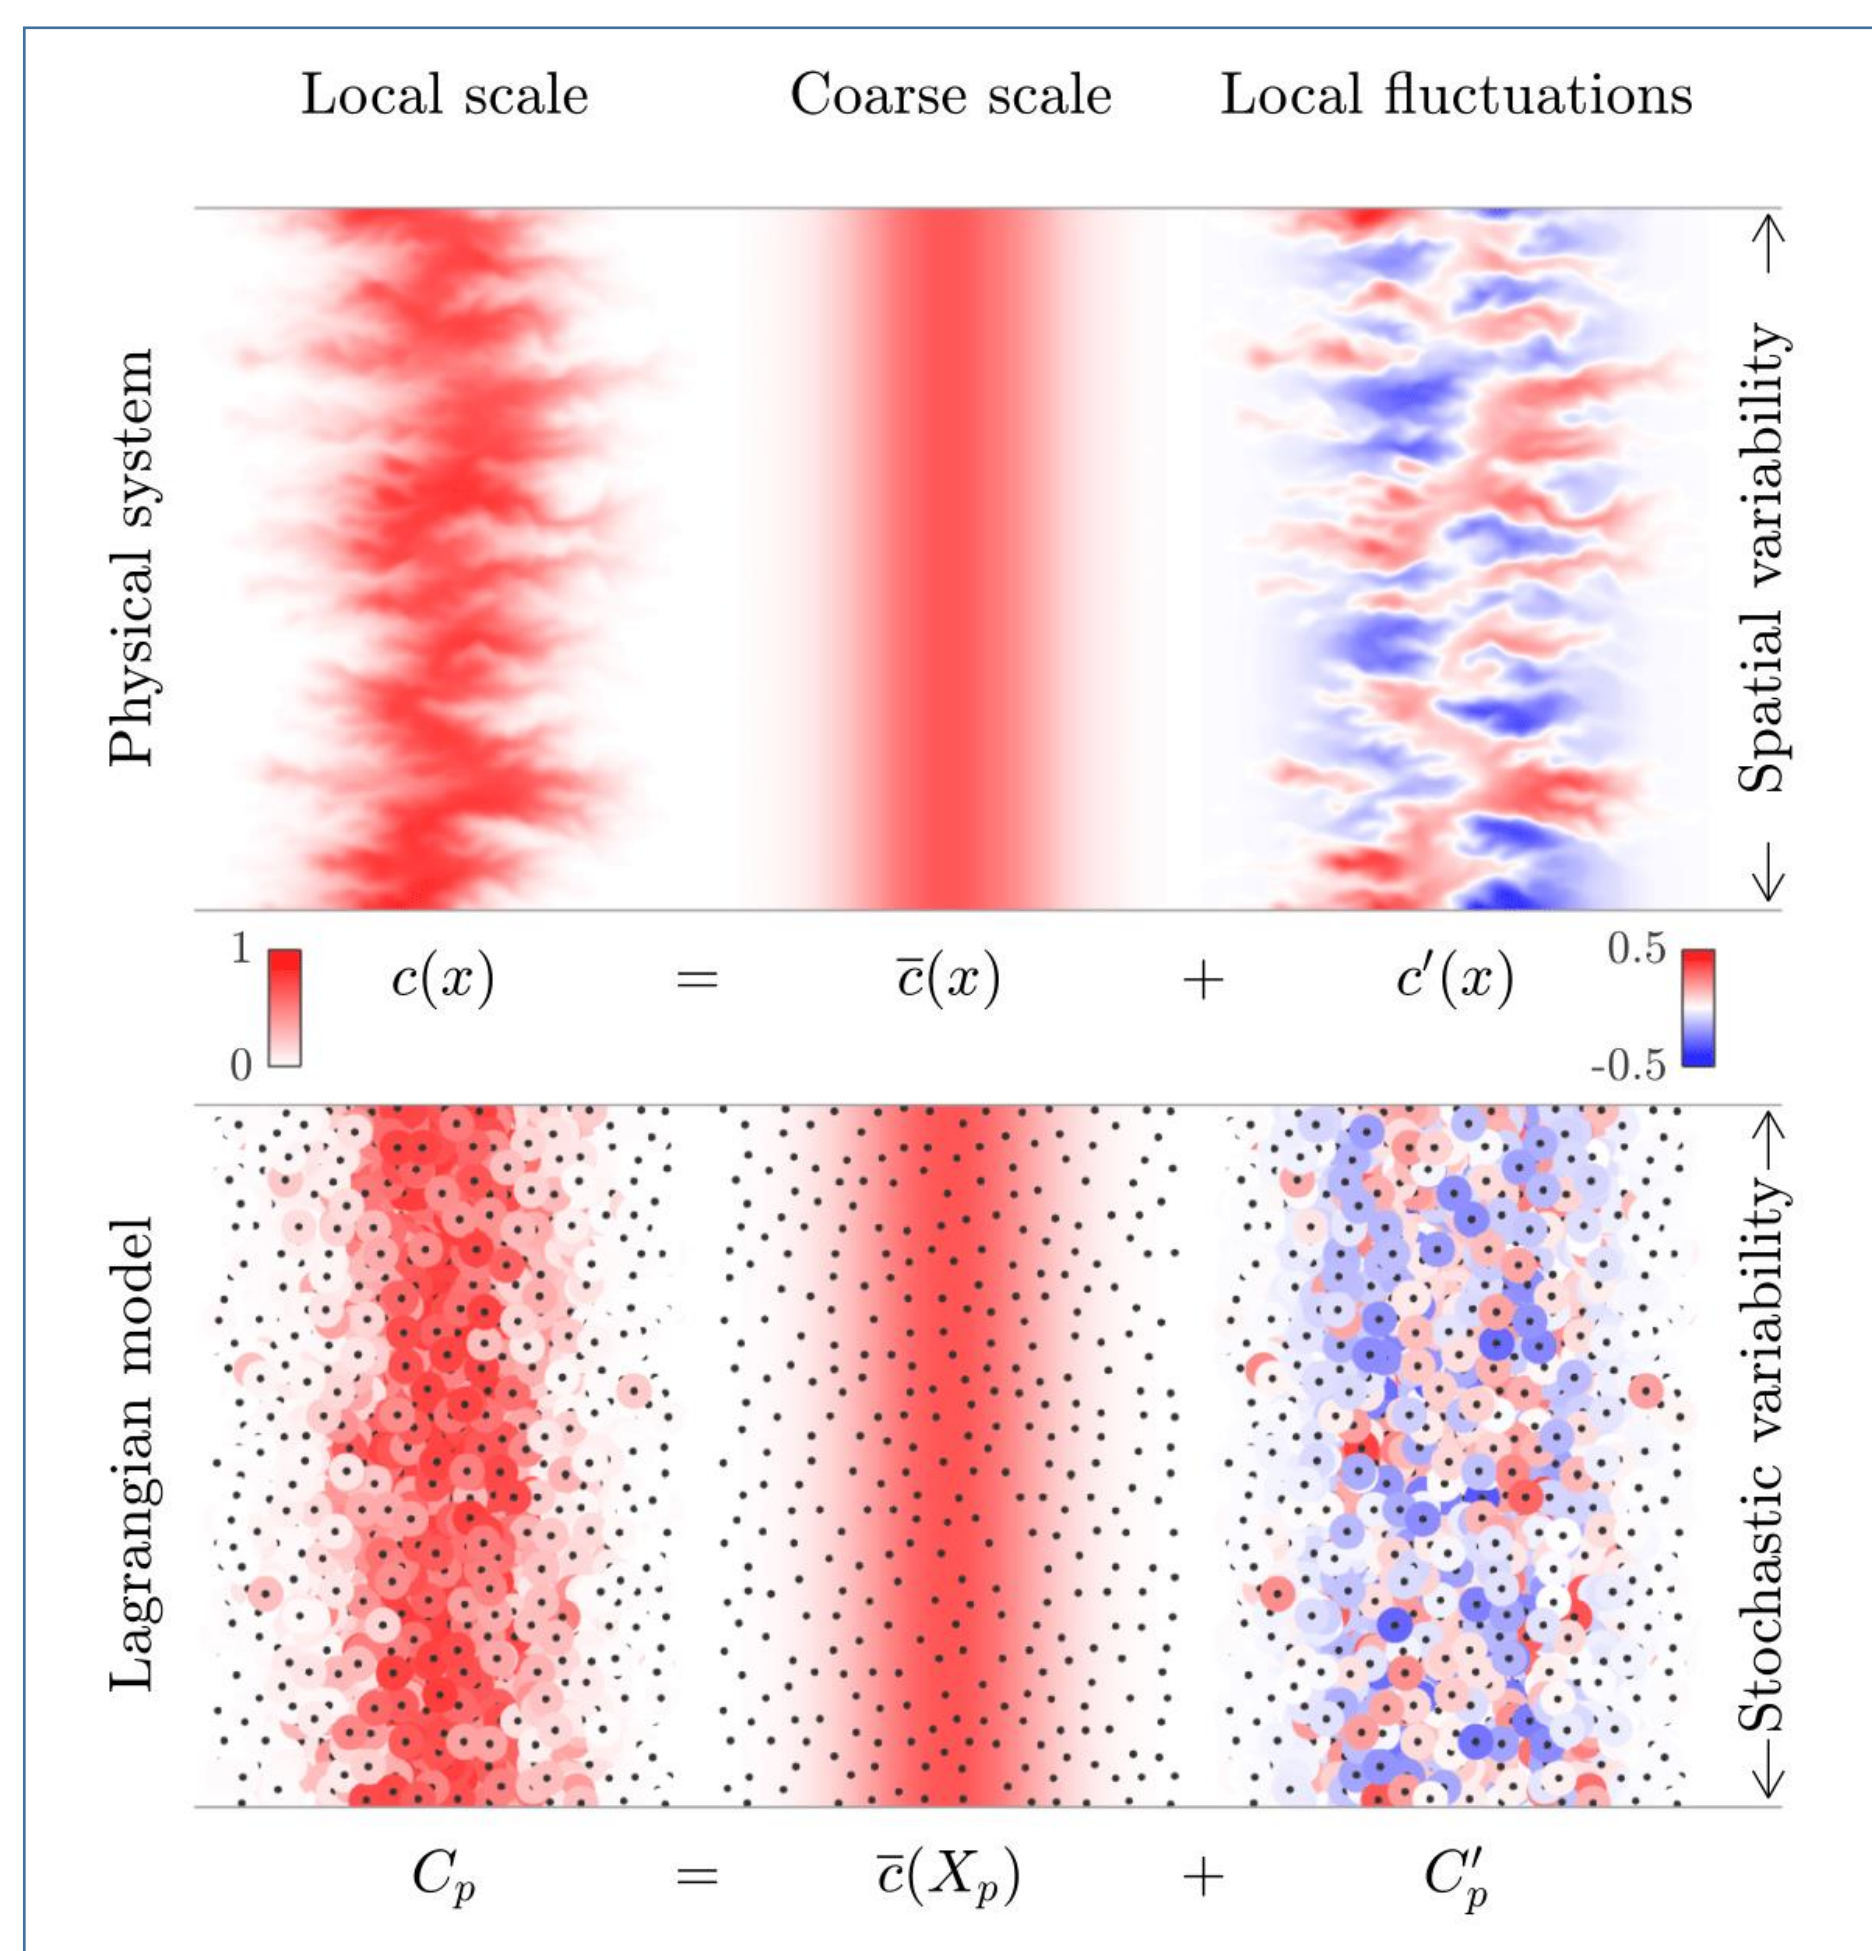 Local scale
Coarse scale
Local fluctuations
Physical system
Spatial variability
1
0
c(x) = c̅(x) + c′(x)
0.5
-0.5
Lagrangian model
Stochastic variability
C_p = c̅(X_p) + C′_p